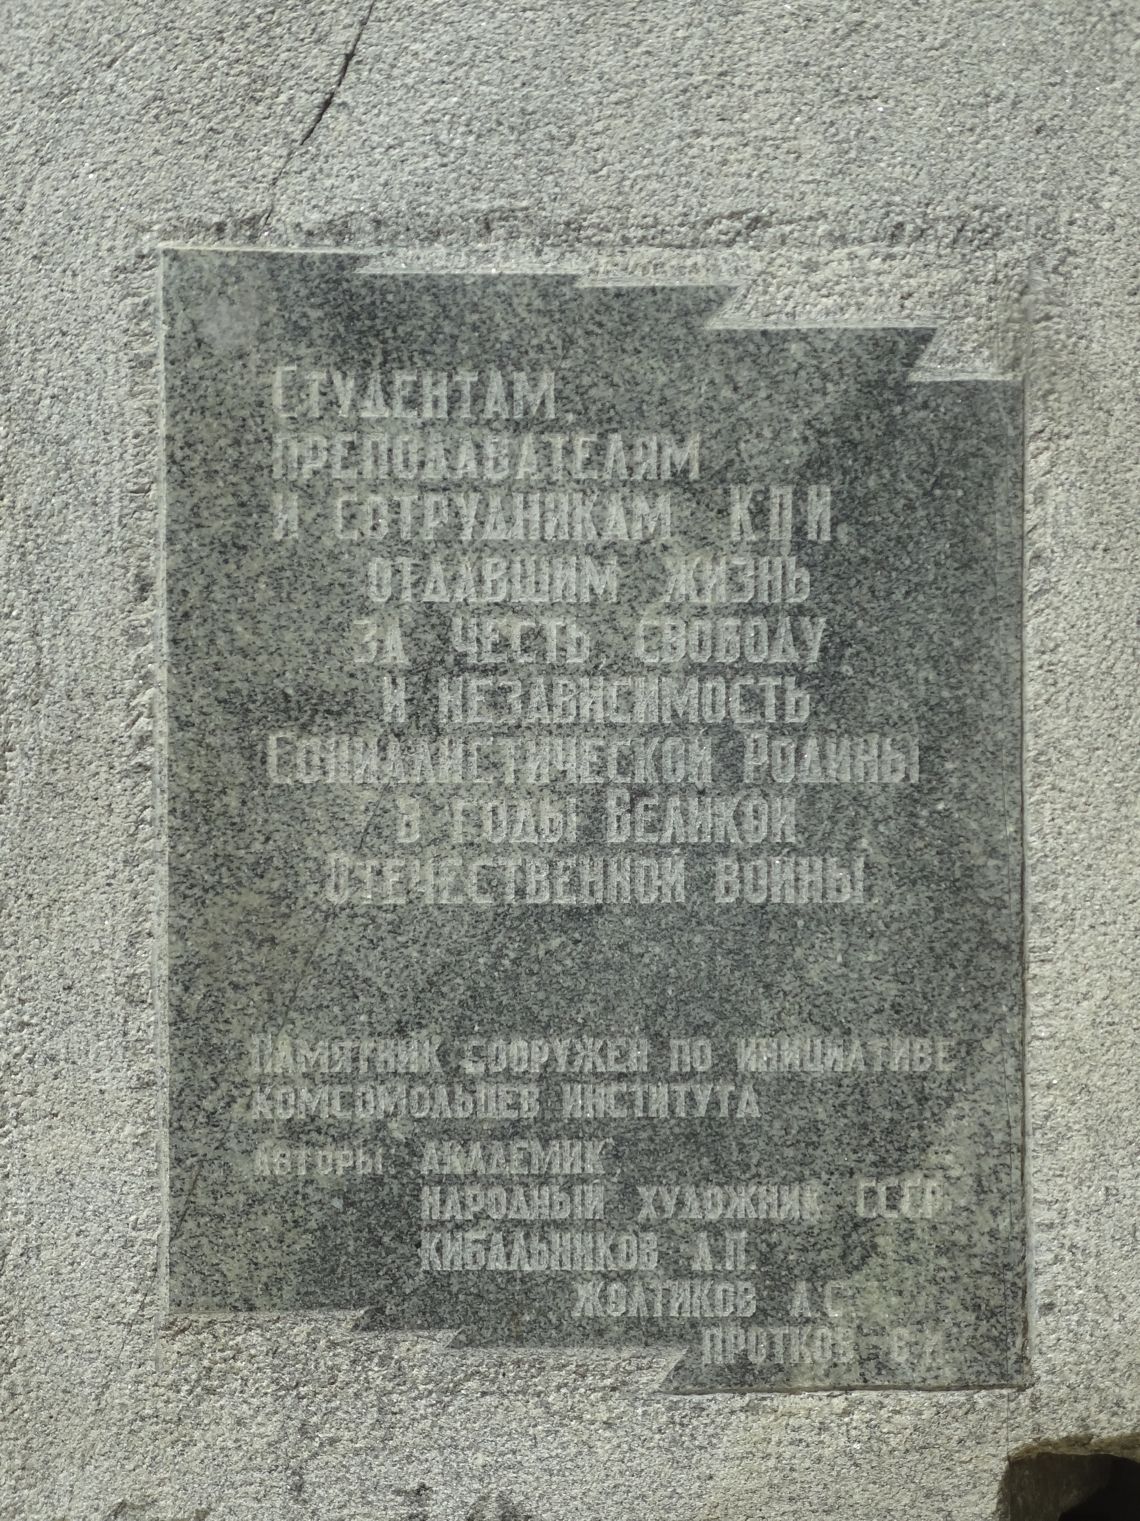 Студентам,
преподавателям
и сотрудникам КПИ,
отдавшим жизнь
за честь, свободу
и независимость
Социалистической Родины
в годы Великой
Отечественной войны.
Памятник сооружен по инициативе
комсомольцев института
Авторы академик,
народный художник СССР
Кибальников А.П.
Жолтиков А.С.
Протков С.И.